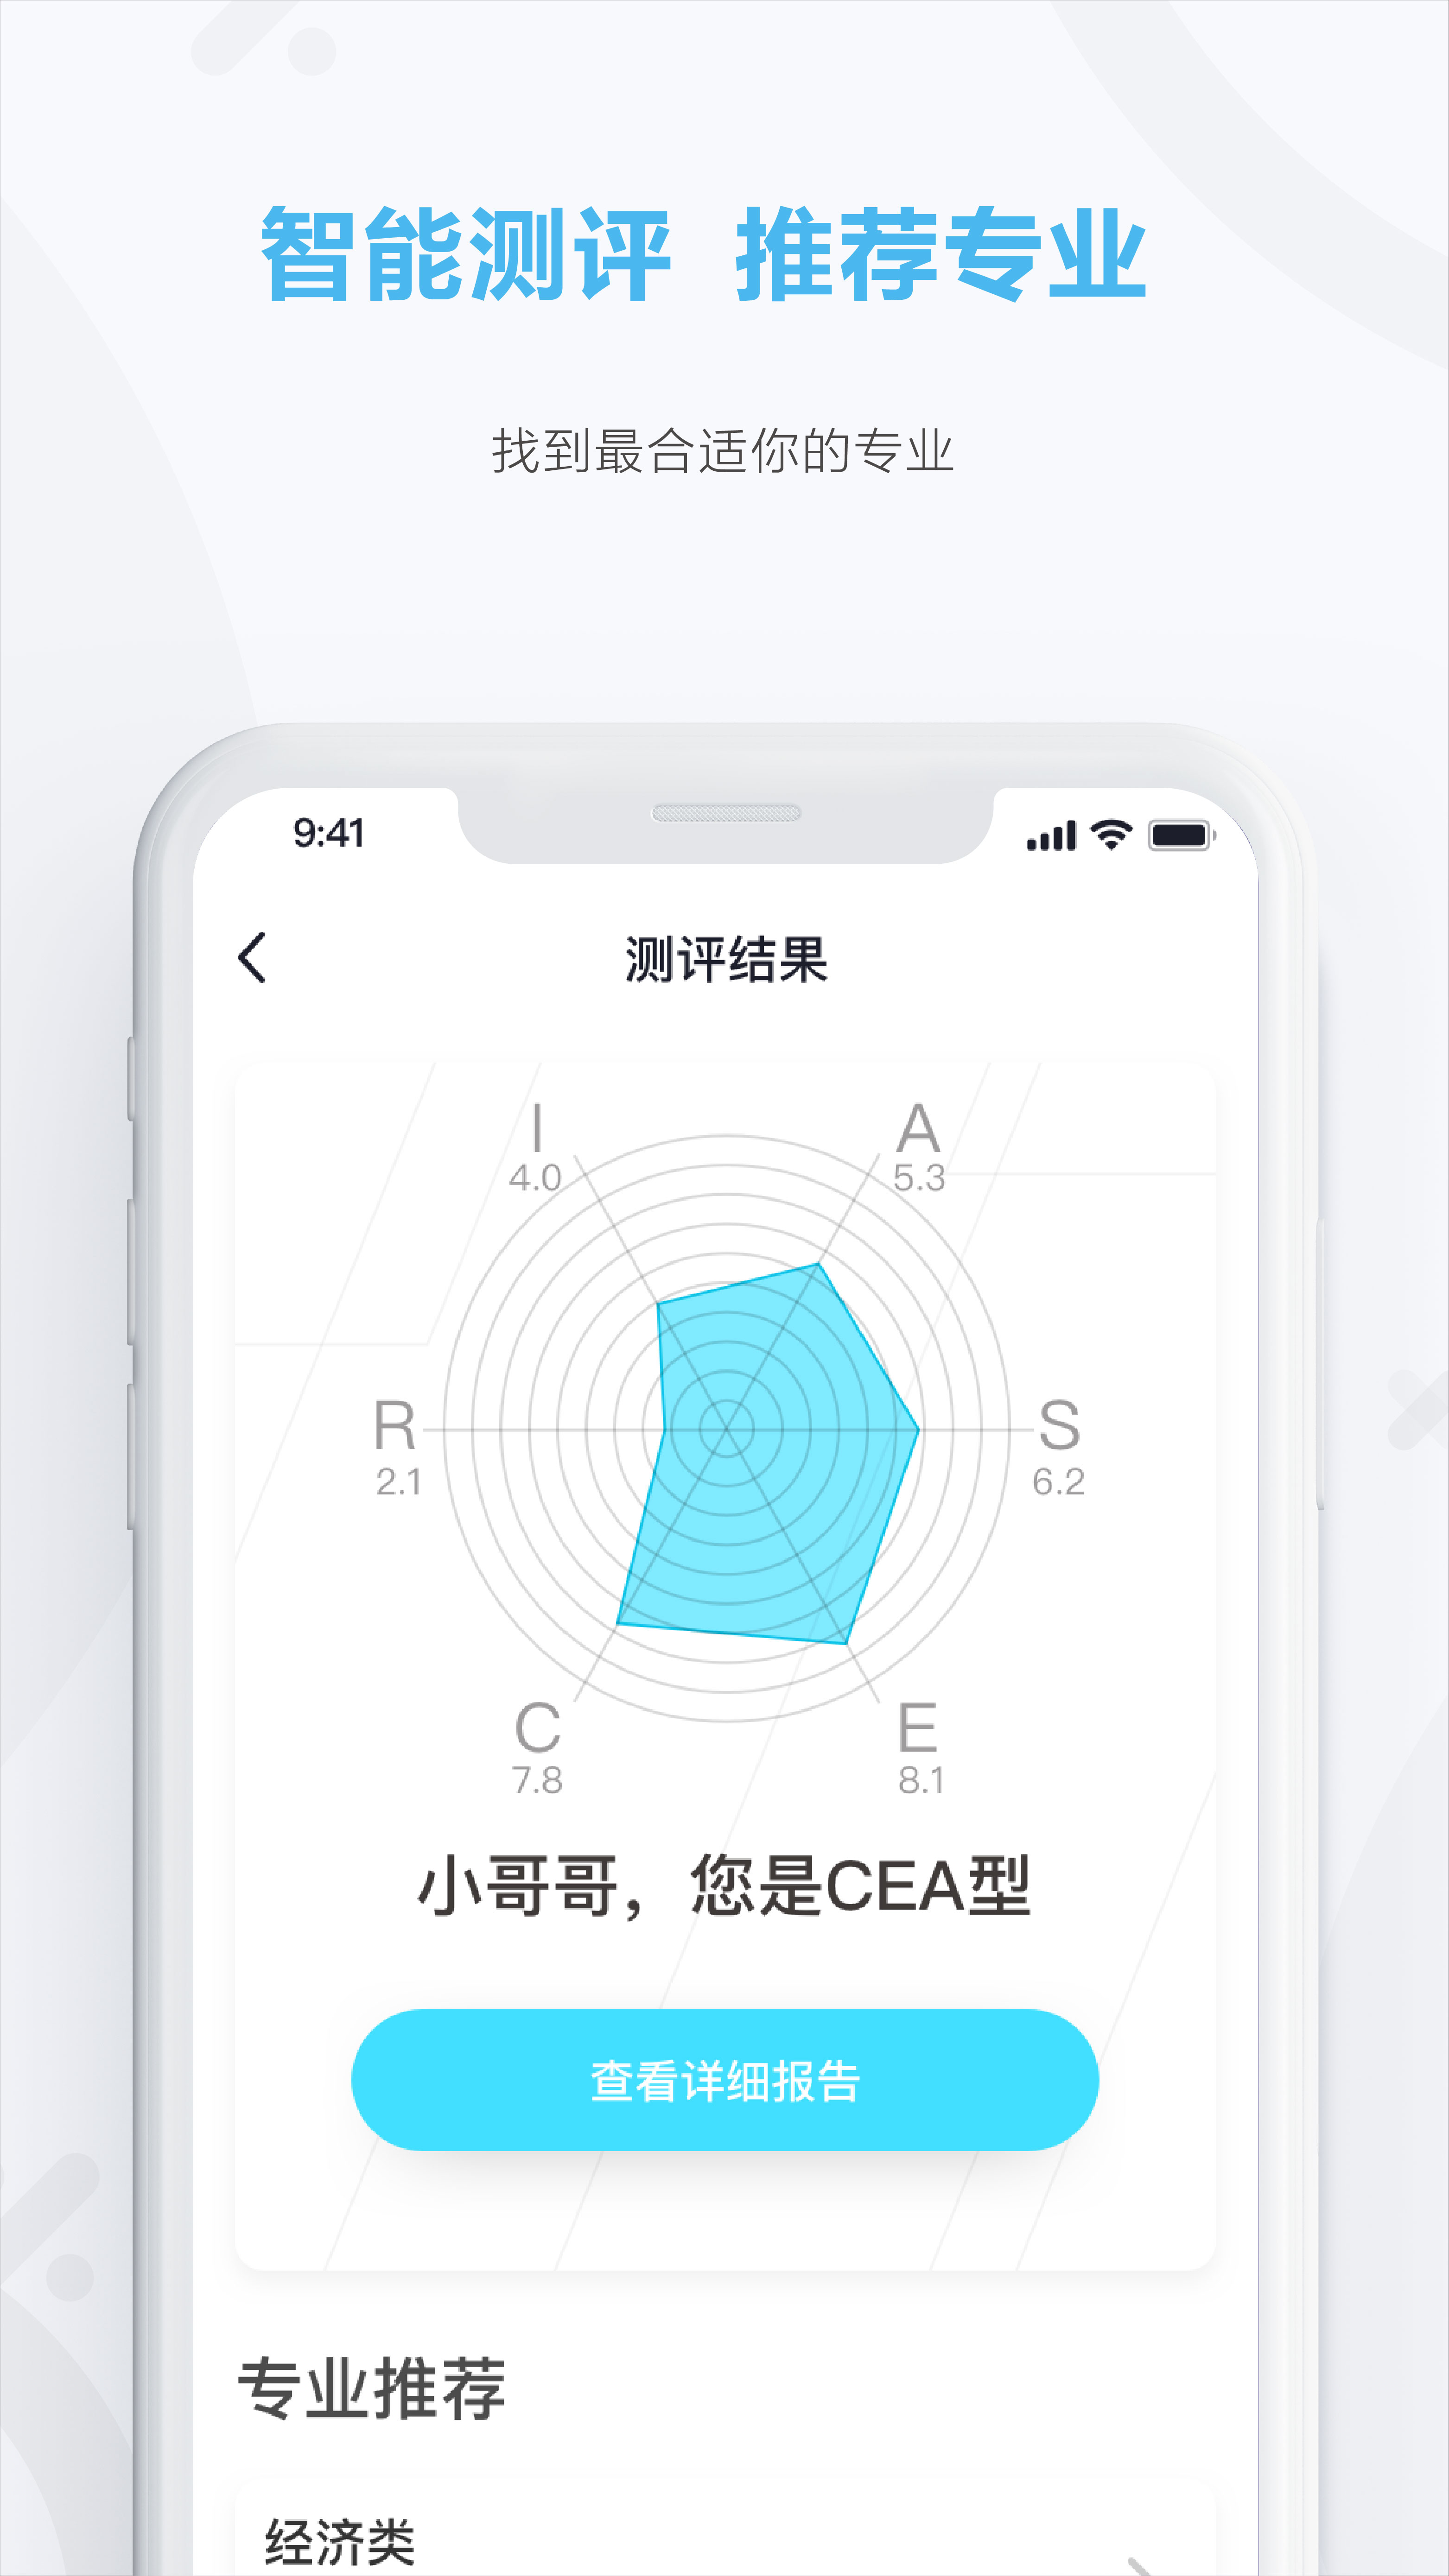 智能测评 推荐专业
找到最合适你的专业
9:41
测评结果
I A
4.0 5.3
R S
2.1 6.2
C E
7.8 8.1
小哥哥，您是CEA型
查看详细报告
专业推荐
经济类